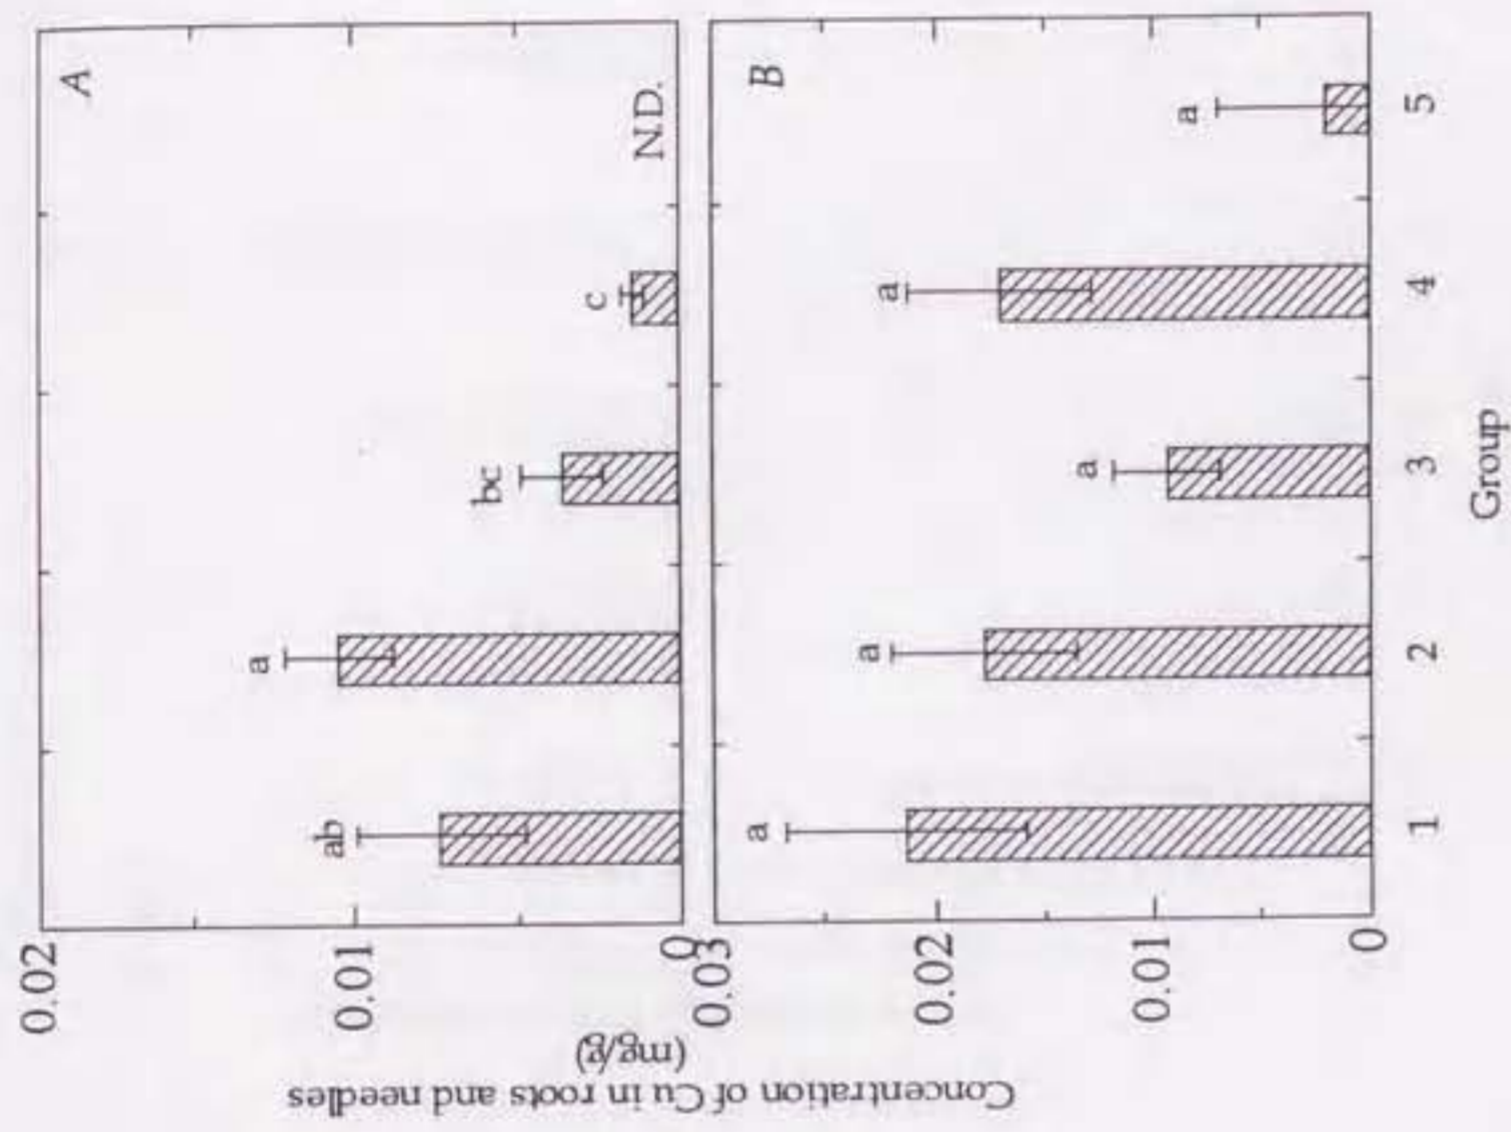 Concentration of Cu in roots and needles
(mg/g)
0.02
0.01
0
A
ab
a
bc
c
N.D.
0.03
0.02
0.01
0
B
a
a
a
a
a
1
2
3
4
5
Group